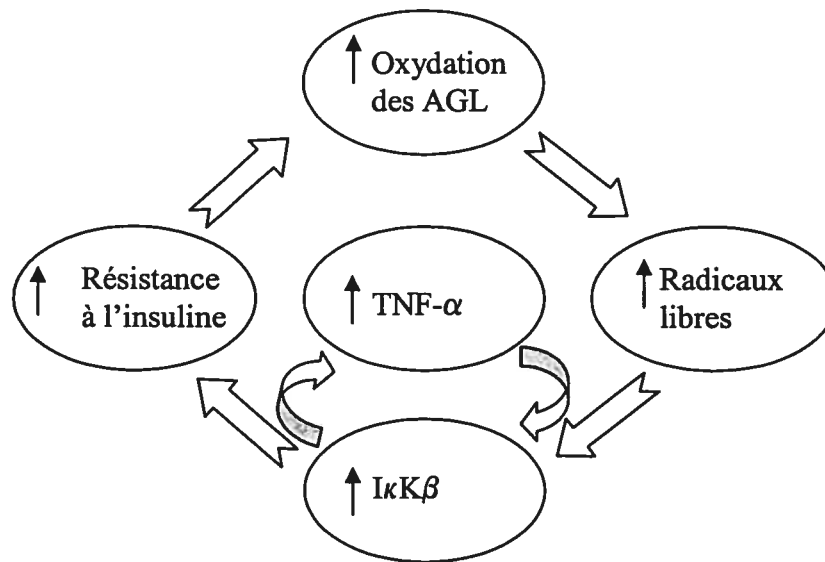 ↑ Oxydation
des AGL
↑ Résistance
à l'insuline
↑ TNF-α
↑ Radicaux
libres
↑ IκKβ